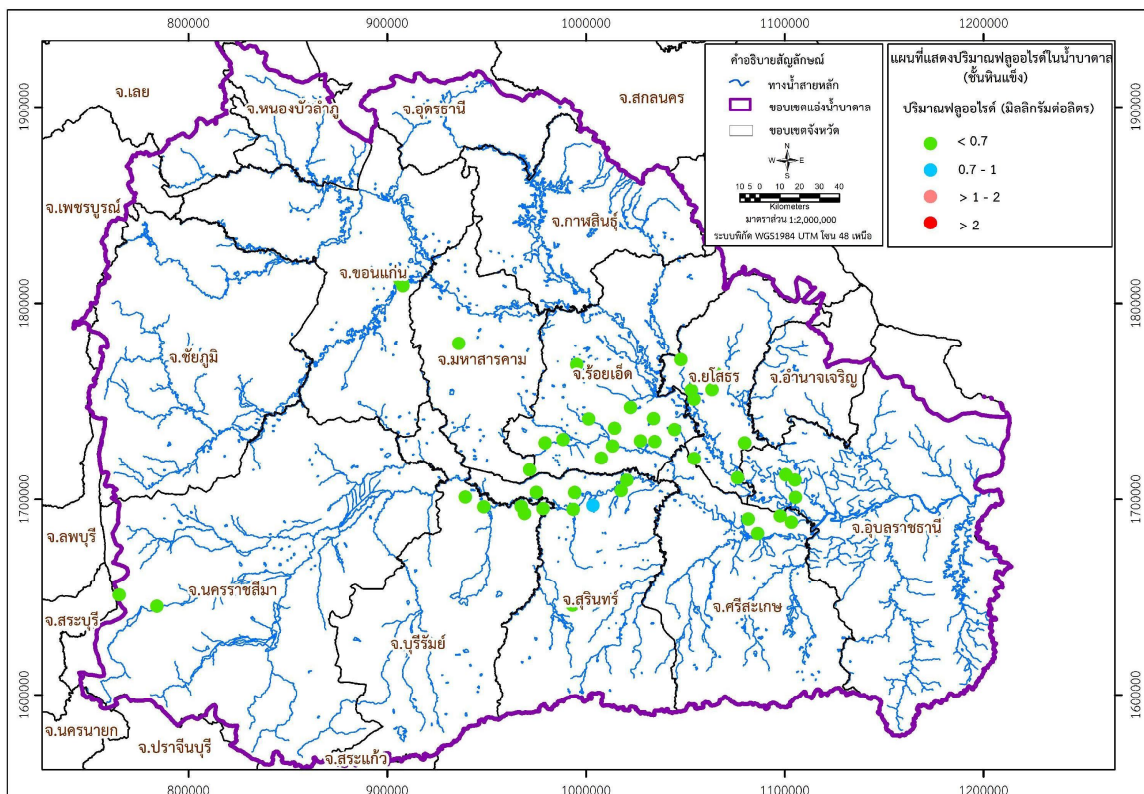 800000 900000 1000000 1100000 1200000
คำอธิบายสัญลักษณ์
ทางน้ำสายหลัก
ขอบเขตแอ่งน้ำบาดาล
ขอบเขตจังหวัด
N
W E
S
10 5 0 10 20 30 40
Kilometers
มาตราส่วน 1:2,000,000
ระบบพิกัด WGS1984 UTM โซน 48 เหนือ
แผนที่แสดงปริมาณฟลูออไรด์ในน้ำบาดาล
(ชั้นหินแข็ง)
ปริมาณฟลูออไรด์ (มิลลิกรัมต่อลิตร)
< 0.7
0.7 - 1
> 1 - 2
> 2
จ.เลย
จ.หนองบัวลำภู
จ.อุดรธานี
จ.สกลนคร
1900000 1900000
จ.เพชรบูรณ์
จ.กาฬสินธุ์
จ.ขอนแก่น
1800000 1800000
จ.ชัยภูมิ
จ.มหาสารคาม
จ.ร้อยเอ็ด
จ.ยโสธร
จ.อำนาจเจริญ
1700000 1700000
จ.ลพบุรี
จ.อุบลราชธานี
จ.สระบุรี
จ.นครราชสีมา
จ.บุรีรัมย์
จ.สุรินทร์
จ.ศรีสะเกษ
1600000 1600000
จ.นครนายก
จ.ปราจีนบุรี
จ.สระแก้ว
800000 900000 1000000 1100000 1200000